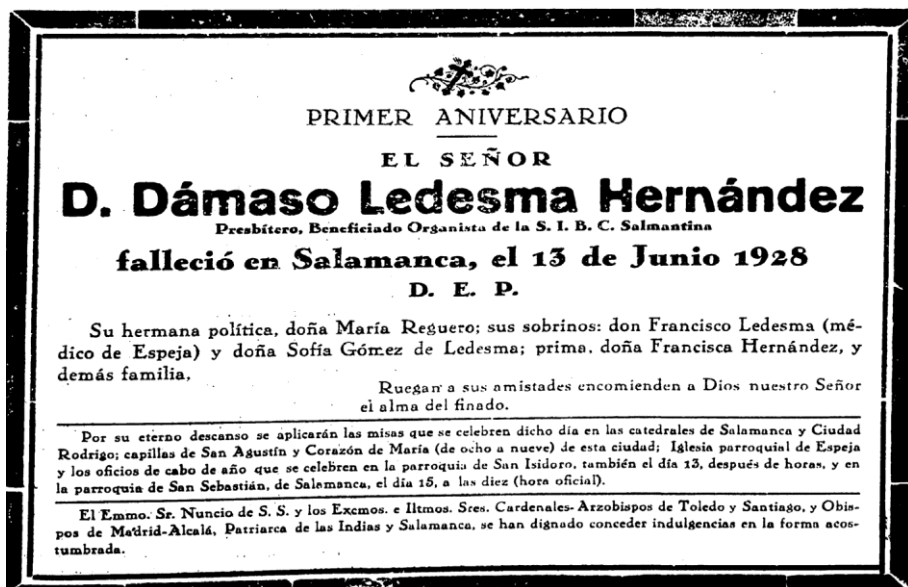 PRIMER ANIVERSARIO
EL SEÑOR
D. Dámaso Ledesma Hernández
Presbítero, Beneficiado Organista de la S. I. B. C. Salmantina
falleció en Salamanca, el 13 de Junio 1928
D. E. P.
Su hermana política, doña María Reguero; sus sobrinos: don Francisco Ledesma (mé-
dico de Espeja) y doña Sofía Gómez de Ledesma; prima, doña Francisca Hernández, y
demás familia,
Ruegan a sus amistades encomienden a Dios nuestro Señor
el alma del finado.
Por su eterno descanso se aplicarán las misas que se celebren dicho día en las catedrales de Salamanca y Ciudad
Rodrigo; capillas de San Agustín y Corazón de María (de ocho a nueve) de esta ciudad; Iglesia parroquial de Espeja
y los oficios de cabo de año que se celebren en la parroquia de San Isidoro, también el día 13, después de horas, y en
la parroquia de San Sebastián, de Salamanca, el día 15, a las diez (hora oficial).
El Emmo. Sr. Nuncio de S. S. y los Excmos. e Iltmos. Sres. Cardenales-Arzobispos de Toledo y Santiago, y Obis-
pos de Madrid-Alcalá, Patriarca de las Indias y Salamanca, se han dignado conceder indulgencias en la forma acos-
tumbrada.